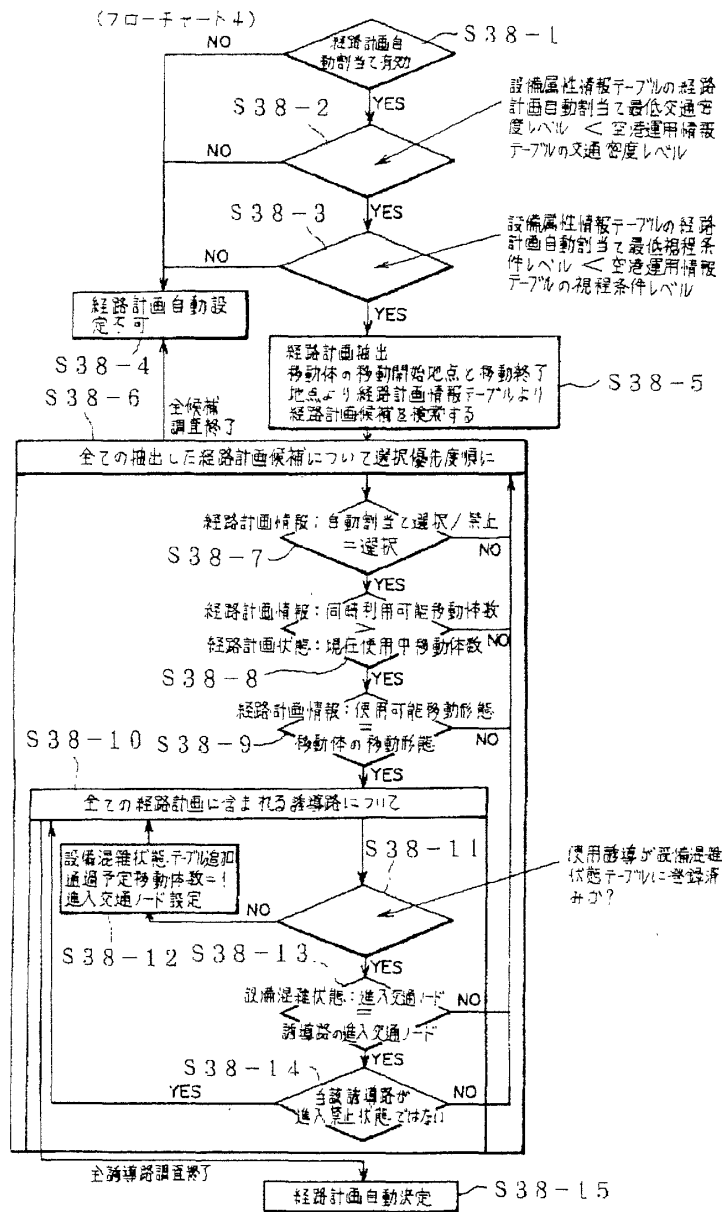 (フローチャート4)
NO
経路計画自
動割当て有効
S38-1
YES
S38-2
設備属性情報テーブルの経路
計画自動割当て最低交通密
度レベル < 空港運用情報
テーブルの交通密度レベル
NO
YES
S38-3
設備属性情報テーブルの経路
計画自動割当て最低視程条
件レベル < 空港運用情報
テーブルの視程条件レベル
NO
YES
経路計画自動設
定不可
S38-4
経路計画抽出
移動体の移動開始地点と移動終了
地点より経路計画情報テーブルより
経路計画候補を検索する
S38-5
S38-6
全候補
調査終了
全ての抽出した経路計画候補について選択優先度順に
経路計画情報:自動割当て選択/禁止
=選択
NO
S38-7
YES
経路計画情報:同時利用可能移動体数
>
NO
経路計画状態:現在使用中移動体数
S38-8
YES
経路計画情報:使用可能移動形態
=
NO
移動体の移動形態
S38-9
S38-10
YES
全ての経路計画に含まれる誘導路について
設備混雑状態テーブル追加
通過予定移動体数=1
進入交通ノード設定
S38-11
使用誘導が設備混雑
状態テーブルに登録済
みか?
NO
S38-12
YES
S38-13
設備混雑状態:進入交通ノード
=
NO
誘導路の進入交通ノード
YES
S38-14
YES
当該誘導路が
進入禁止状態ではない
NO
全誘導路調査終了
経路計画自動決定
S38-15